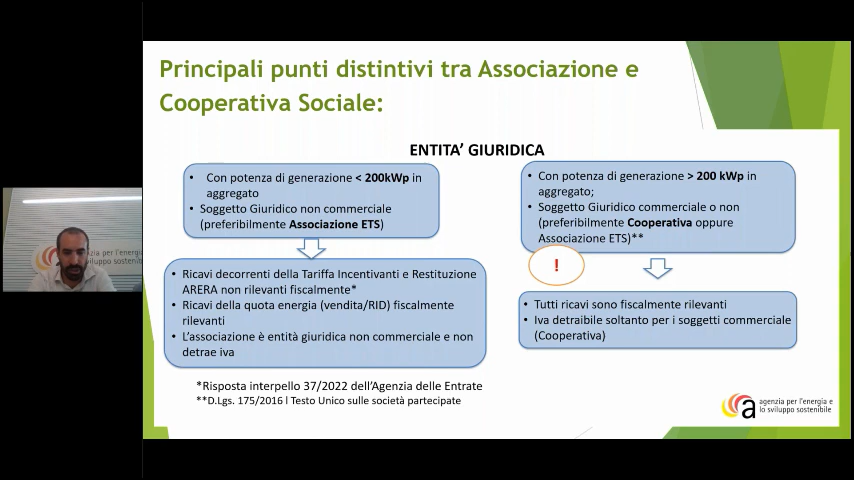 Principali punti distintivi tra Associazione e
Cooperativa Sociale:
ENTITA' GIURIDICA
• Con potenza di generazione < 200kWp in
aggregato
• Soggetto Giuridico non commerciale
(preferibilmente Associazione ETS)
• Ricavi decorrenti della Tariffa Incentivanti e Restituzione
ARERA non rilevanti fiscalmente*
• Ricavi della quota energia (vendita/RID) fiscalmente
rilevanti
• L'associazione è entità giuridica non commerciale e non
detrae iva
• Con potenza di generazione > 200 kWp in
aggregato;
• Soggetto Giuridico commerciale o non
(preferibilmente Cooperativa oppure
Associazione ETS)**
!
• Tutti ricavi sono fiscalmente rilevanti
• Iva detraibile soltanto per i soggetti commerciale
(Cooperativa)
*Risposta interpello 37/2022 dell'Agenzia delle Entrate
**D.Lgs. 175/2016 l Testo Unico sulle società partecipate
a agenzia per l'energia e
lo sviluppo sostenibile
genzia per l'energia
viluppo sostenibile